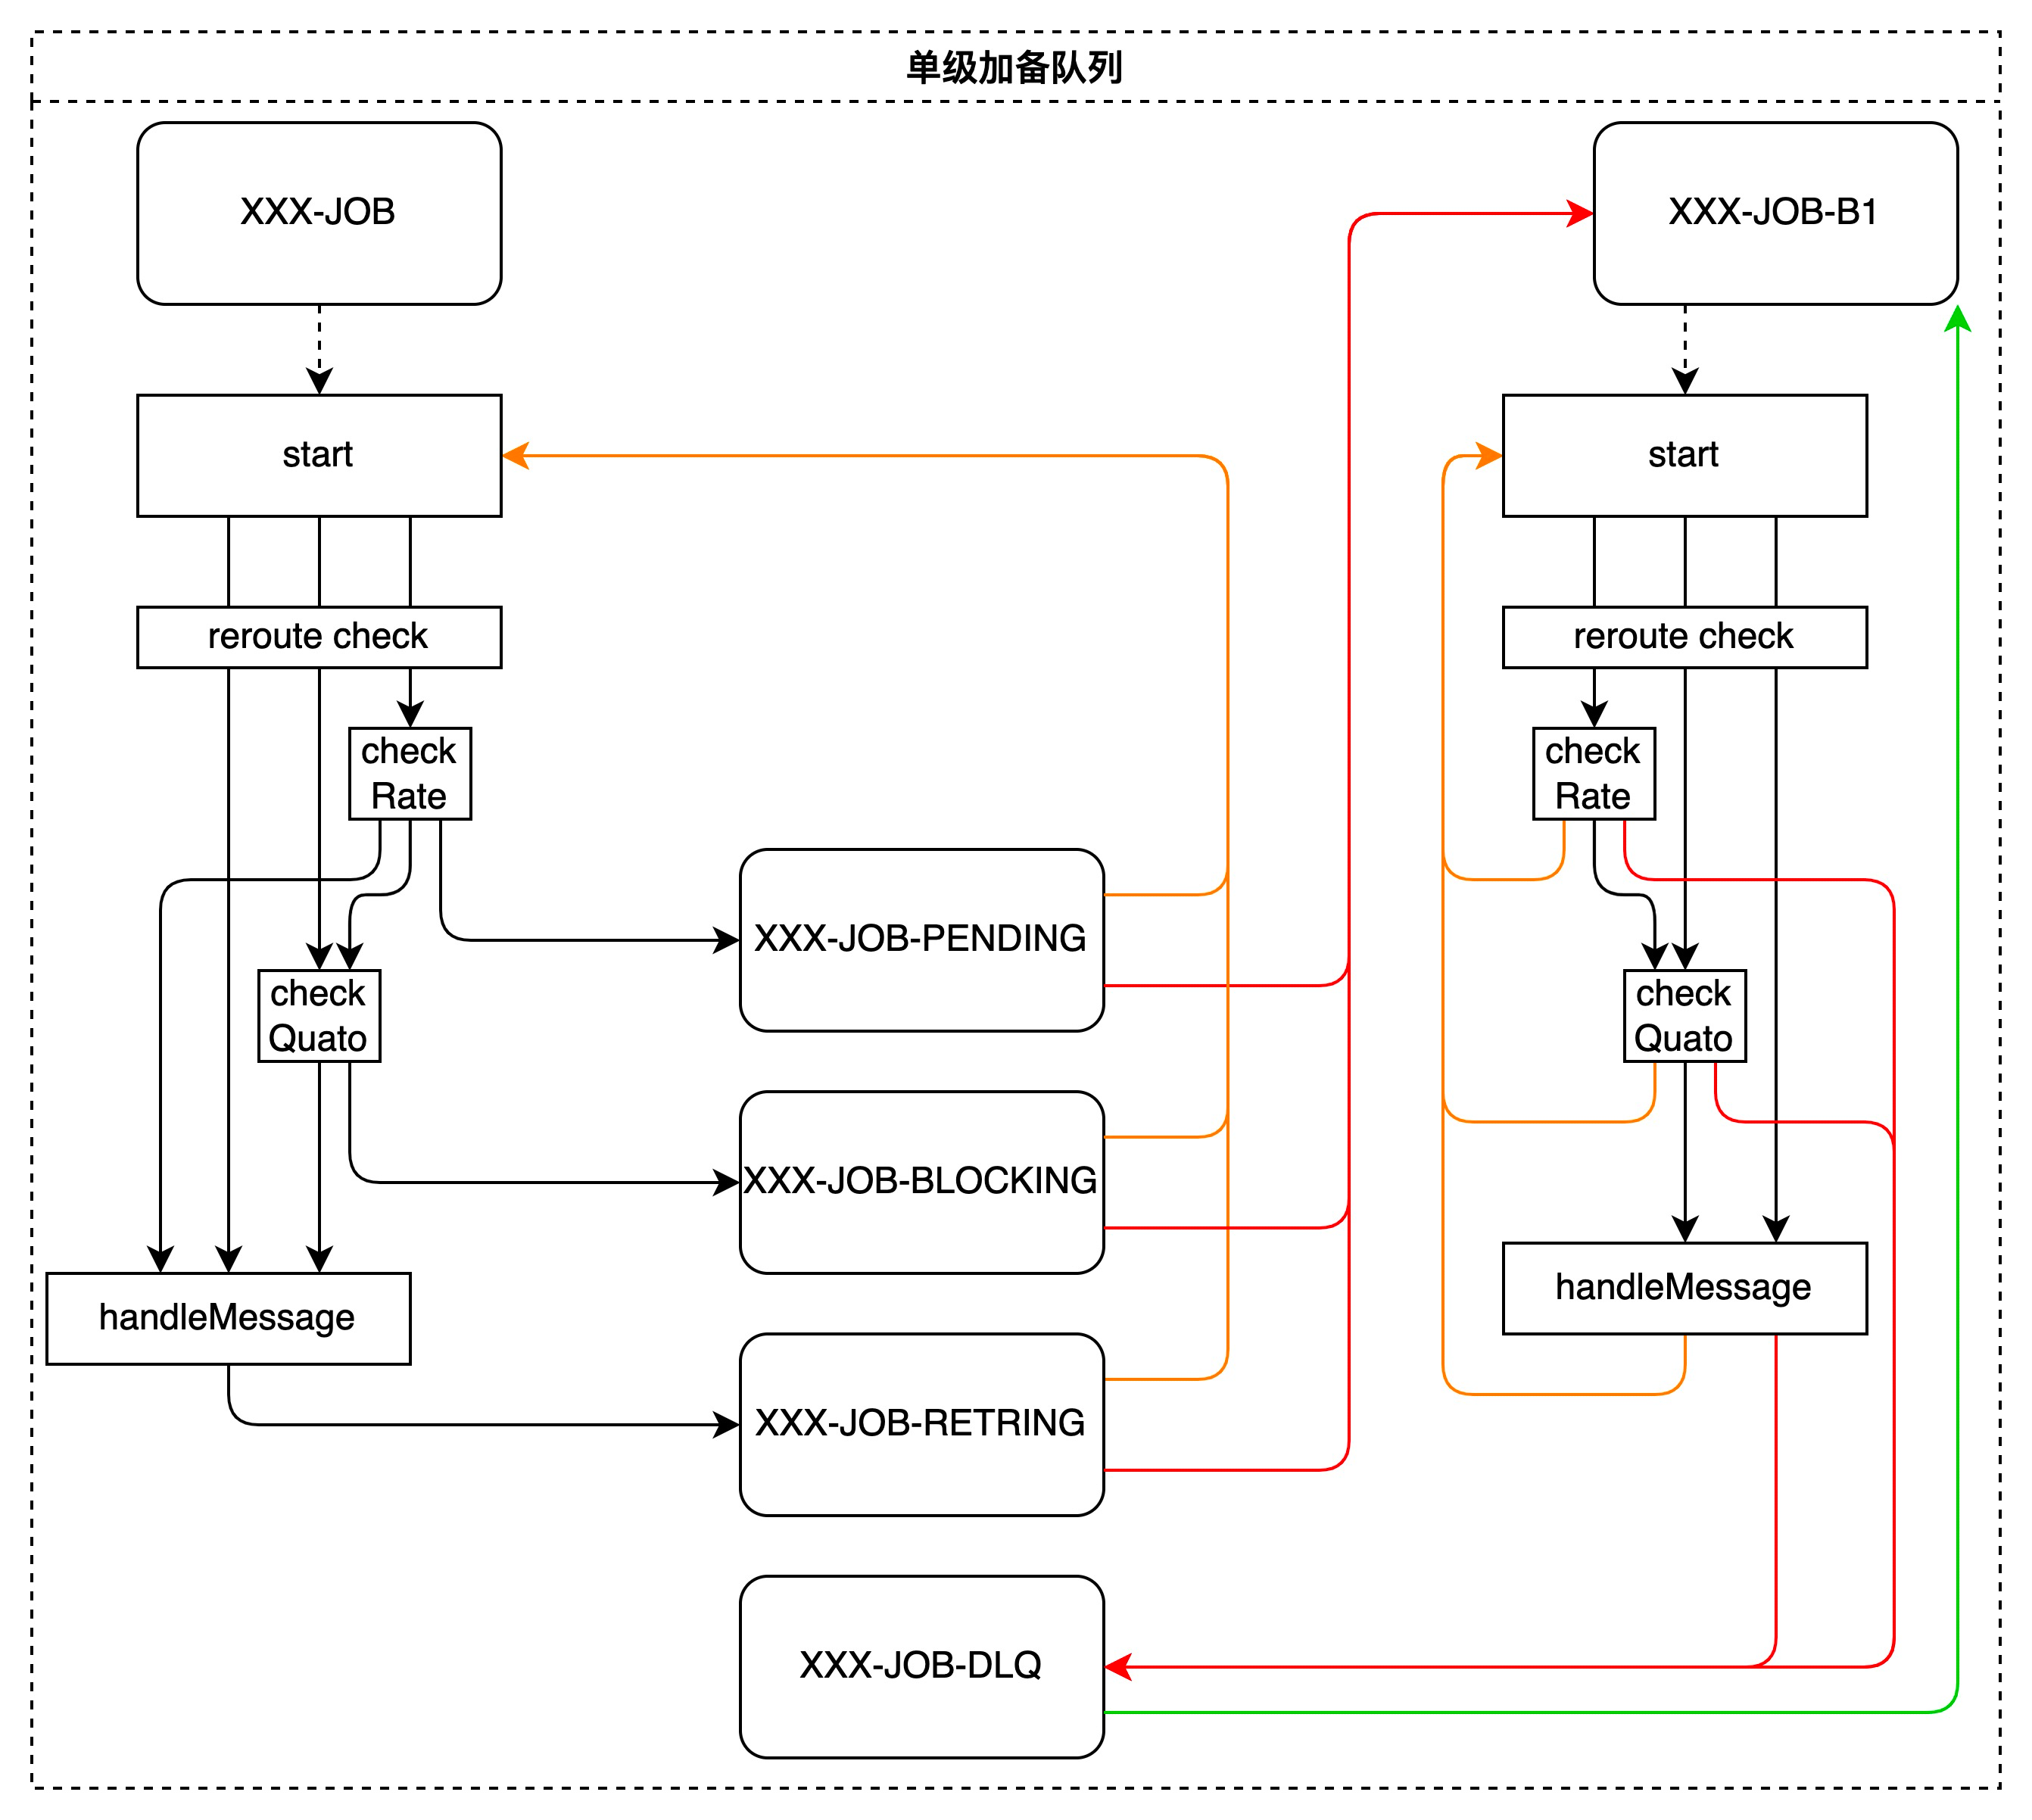 单级加备队列
XXX-JOB
XXX-JOB-B1
start
start
reroute check
reroute check
check
Rate
check
Rate
XXX-JOB-PENDING
check
Quato
check
Quato
XXX-JOB-BLOCKING
handleMessage
handleMessage
XXX-JOB-RETRING
XXX-JOB-DLQ